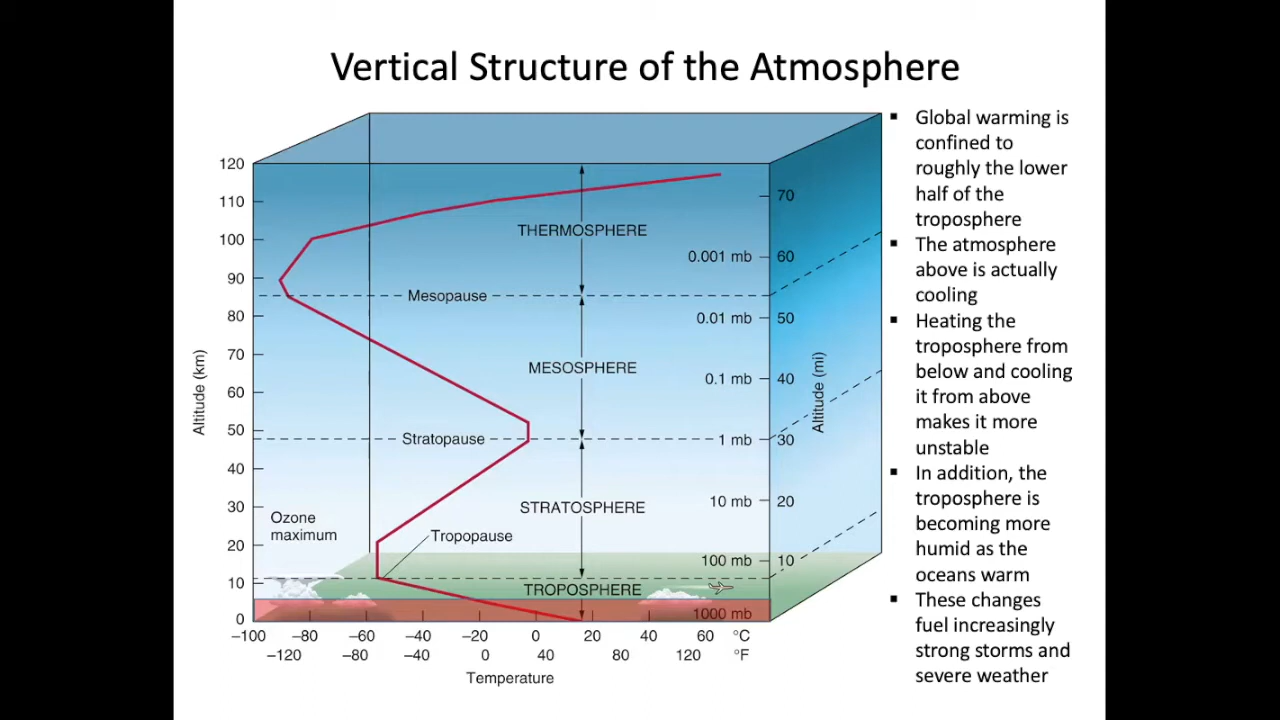 Vertical Structure of the Atmosphere
120
110
100
90
80
70
60
50
40
30
20
10
0
Altitude (km)
THERMOSPHERE
Mesopause
MESOSPHERE
Stratopause
STRATOSPHERE
Ozone
maximum
Tropopause
TROPOSPHERE
0.001 mb
0.01 mb
0.1 mb
1 mb
10 mb
100 mb
1000 mb
70
60
50
40
30
20
10
Altitude (mi)
−100 −80 −60 −40 −20 0 20 40 60 °C
−120 −80 −40 0 40 80 120 °F
Temperature
▪ Global warming is
confined to
roughly the lower
half of the
troposphere
▪ The atmosphere
above is actually
cooling
▪ Heating the
troposphere from
below and cooling
it from above
makes it more
unstable
▪ In addition, the
troposphere is
becoming more
humid as the
oceans warm
▪ These changes
fuel increasingly
strong storms and
severe weather